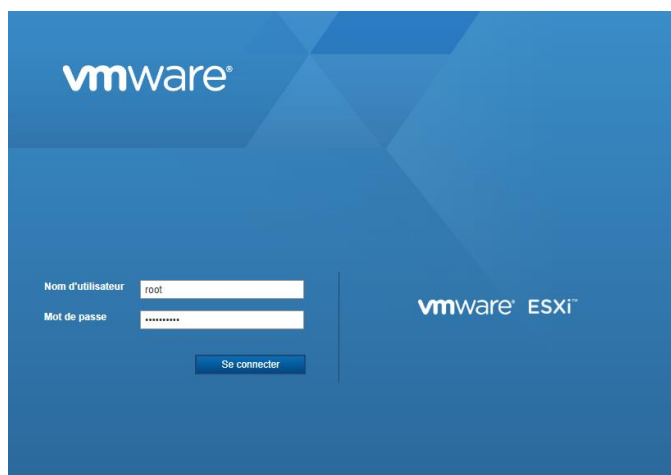 vmware®
Nom d'utilisateur root
Mot de passe ••••••••••
Se connecter
vmware® ESXi™